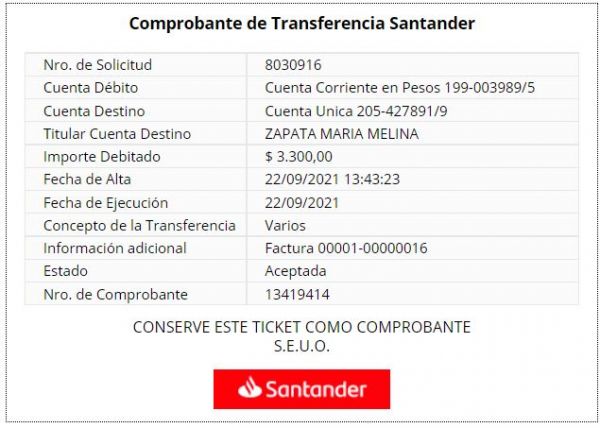 Comprobante de Transferencia Santander
Nro. de Solicitud 8030916
Cuenta Débito Cuenta Corriente en Pesos 199-003989/5
Cuenta Destino Cuenta Unica 205-427891/9
Titular Cuenta Destino ZAPATA MARIA MELINA
Importe Debitado $ 3.300,00
Fecha de Alta 22/09/2021 13:43:23
Fecha de Ejecución 22/09/2021
Concepto de la Transferencia Varios
Información adicional Factura 00001-00000016
Estado Aceptada
Nro. de Comprobante 13419414
CONSERVE ESTE TICKET COMO COMPROBANTE
S.E.U.O.
Santander